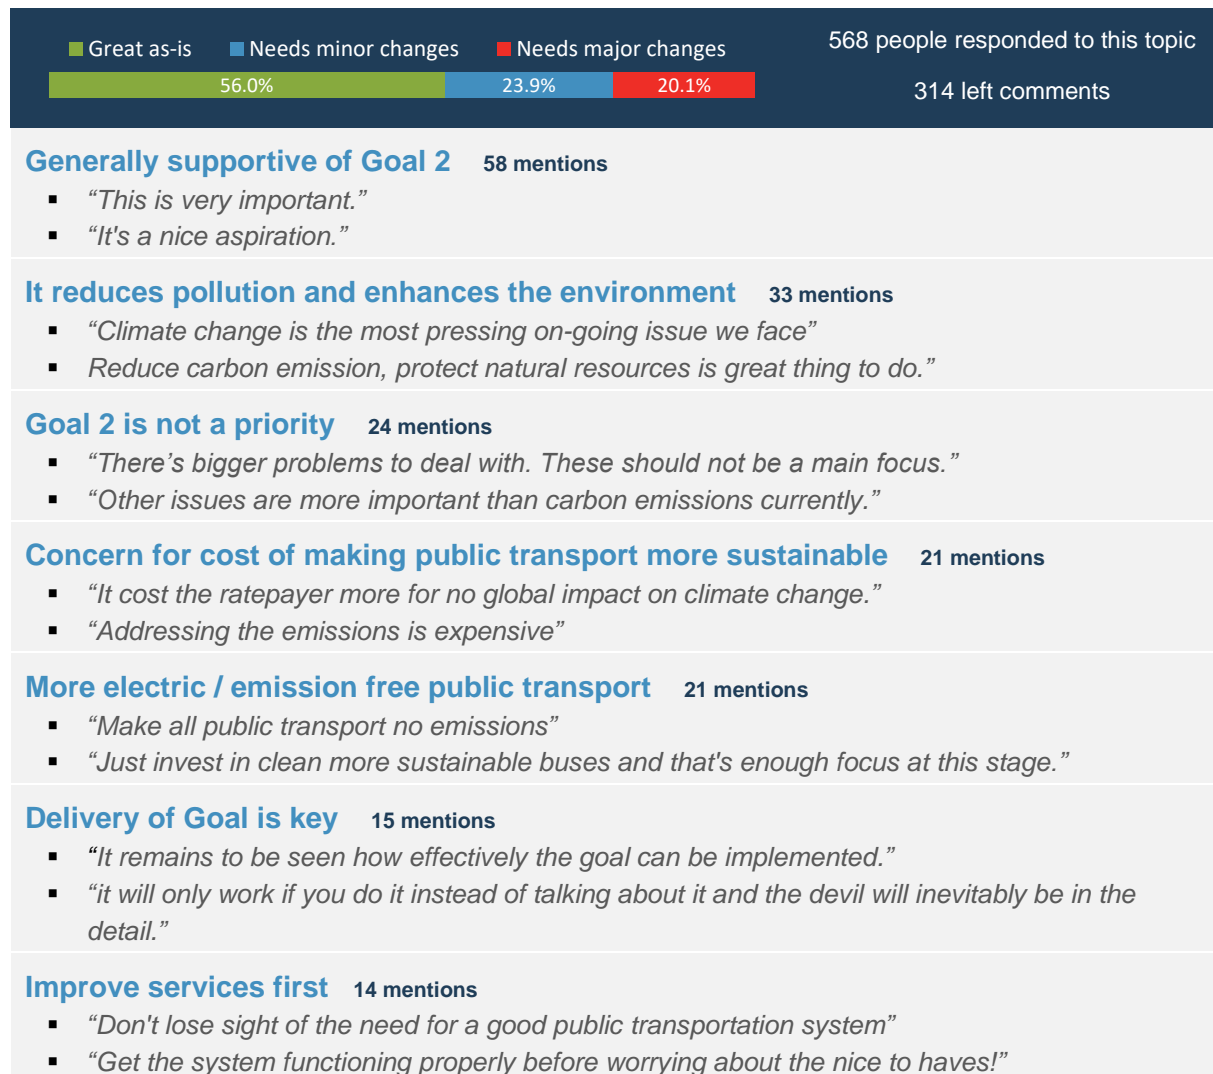 Great as-is Needs minor changes Needs major changes
568 people responded to this topic
56.0% 23.9% 20.1%
314 left comments
Generally supportive of Goal 2 58 mentions
▪ “This is very important.”
▪ “It's a nice aspiration.”
It reduces pollution and enhances the environment 33 mentions
▪ “Climate change is the most pressing on-going issue we face”
▪ Reduce carbon emission, protect natural resources is great thing to do.”
Goal 2 is not a priority 24 mentions
▪ “There’s bigger problems to deal with. These should not be a main focus.”
▪ “Other issues are more important than carbon emissions currently.”
Concern for cost of making public transport more sustainable 21 mentions
▪ “It cost the ratepayer more for no global impact on climate change.”
▪ “Addressing the emissions is expensive”
More electric / emission free public transport 21 mentions
▪ “Make all public transport no emissions”
▪ “Just invest in clean more sustainable buses and that's enough focus at this stage.”
Delivery of Goal is key 15 mentions
▪ “It remains to be seen how effectively the goal can be implemented.”
▪ “it will only work if you do it instead of talking about it and the devil will inevitably be in the
detail.”
Improve services first 14 mentions
▪ “Don't lose sight of the need for a good public transportation system”
▪ “Get the system functioning properly before worrying about the nice to haves!”